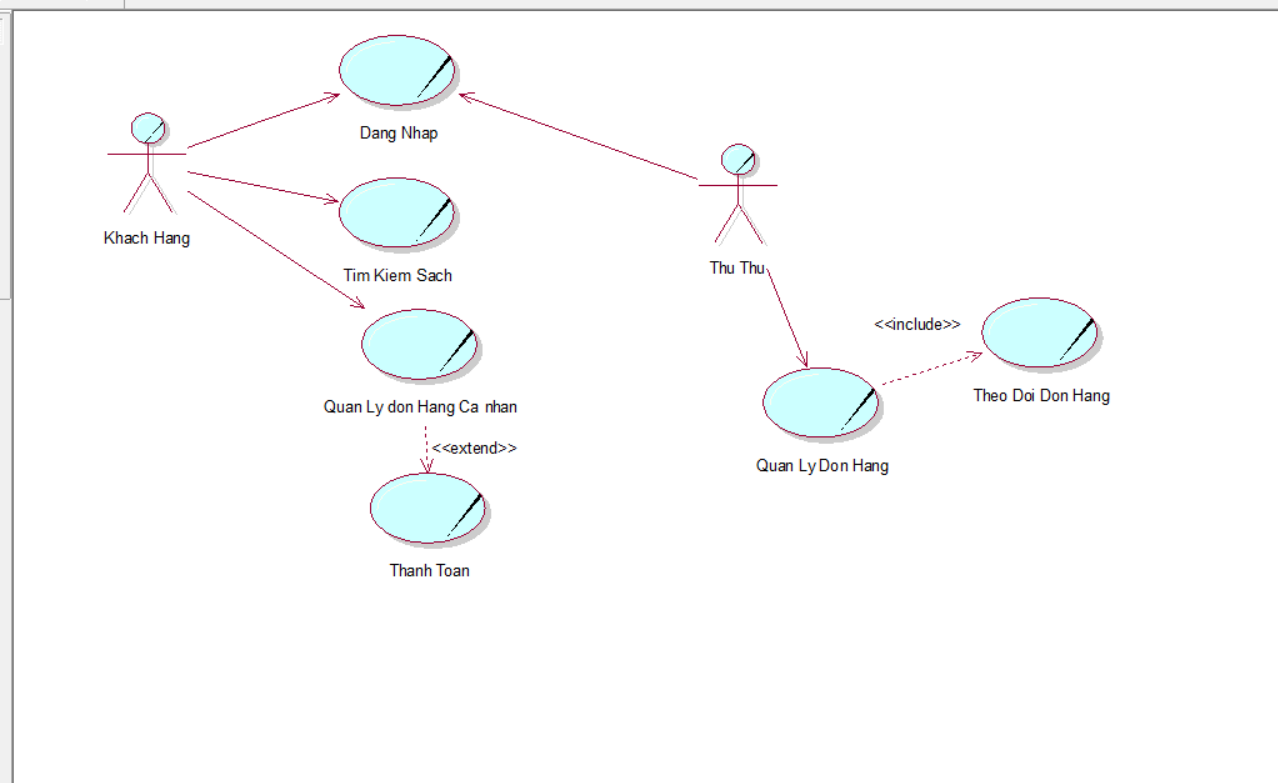 Dang Nhap
Khach Hang
Tim Kiem Sach
Thu Thu
<<include>>
Theo Doi Don Hang
Quan Ly don Hang Ca nhan
<<extend>>
Quan Ly Don Hang
Thanh Toan